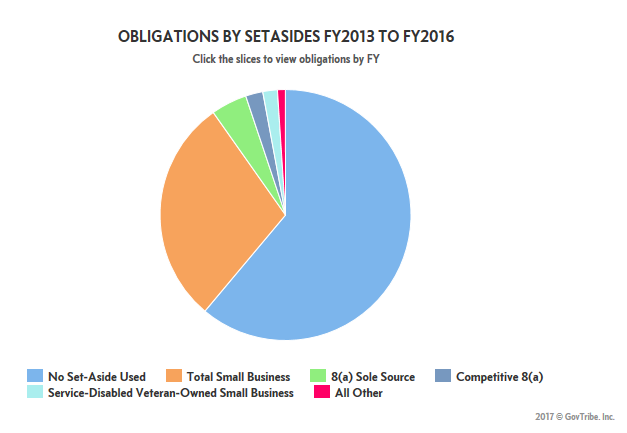 OBLIGATIONS BY SETASIDES FY2013 TO FY2016
Click the slices to view obligations by FY
No Set-Aside Used Total Small Business 8(a) Sole Source Competitive 8(a)
Service-Disabled Veteran-Owned Small Business All Other
2017 © GovTribe, Inc.